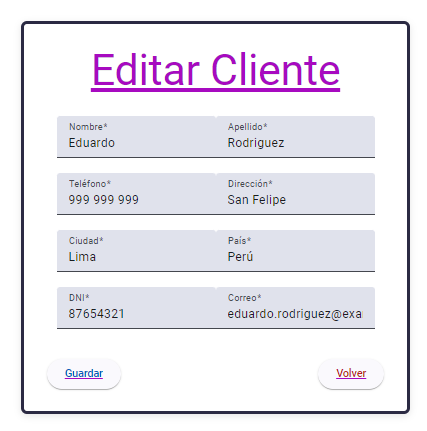 Editar Cliente
Nombre* Apellido*
Eduardo Rodriguez
Teléfono* Dirección*
999 999 999 San Felipe
Ciudad* País*
Lima Perú
DNI* Correo*
87654321 eduardo.rodriguez@exa
Guardar Volver